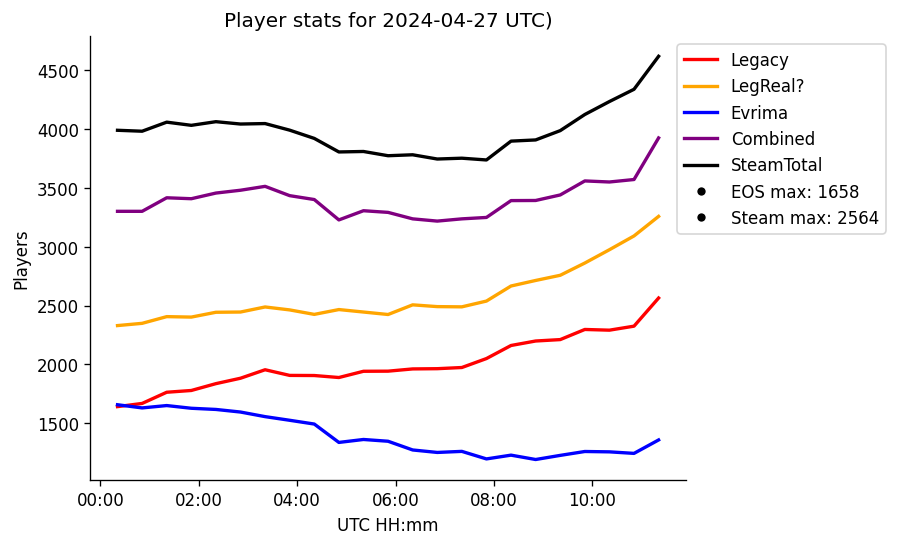 Player stats for 2024-04-27 UTC)
Legacy
LegReal?
Evrima
Combined
SteamTotal
EOS max: 1658
Steam max: 2564
Players
4500
4000
3500
3000
2500
2000
1500
00:00 02:00 04:00 06:00 08:00 10:00
UTC HH:mm